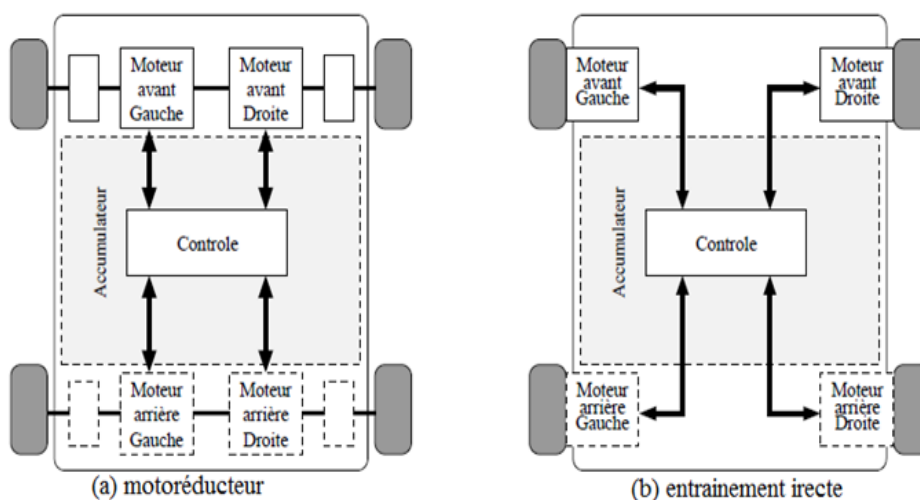 Moteur
avant
Gauche
Moteur
avant
Droite
Accumulateur
Controle
Moteur
arrière
Gauche
Moteur
arrière
Droite
(a) motoréducteur
Moteur
avant
Gauche
Moteur
avant
Droite
Accumulateur
Controle
Moteur
arrière
Gauche
Moteur
arrière
Droite
(b) entrainement irecte